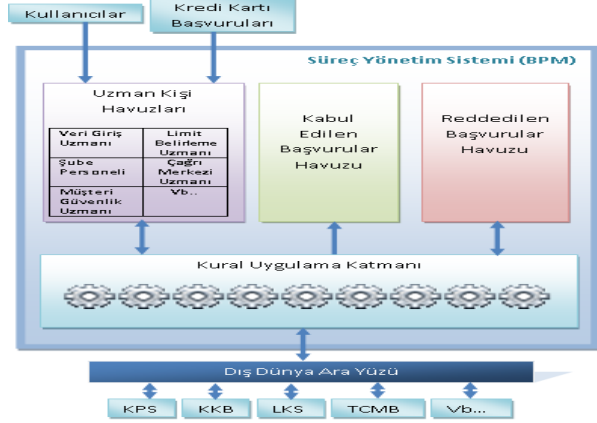 Kullanıcılar
Kredi Kartı
Başvuruları
Süreç Yönetim Sistemi (BPM)
Uzman Kişi
Havuzları
Veri Giriş
Uzmanı
Limit
Belirleme
Uzmanı
Şube
Personeli
Çağrı
Merkezi
Uzmanı
Müşteri
Güvenlik
Uzmanı
Vb..
Kabul
Edilen
Başvurular
Havuzu
Reddedilen
Başvurular
Havuzu
Kural Uygulama Katmanı
Dış Dünya Ara Yüzü
KPS
KKB
LKS
TCMB
Vb...